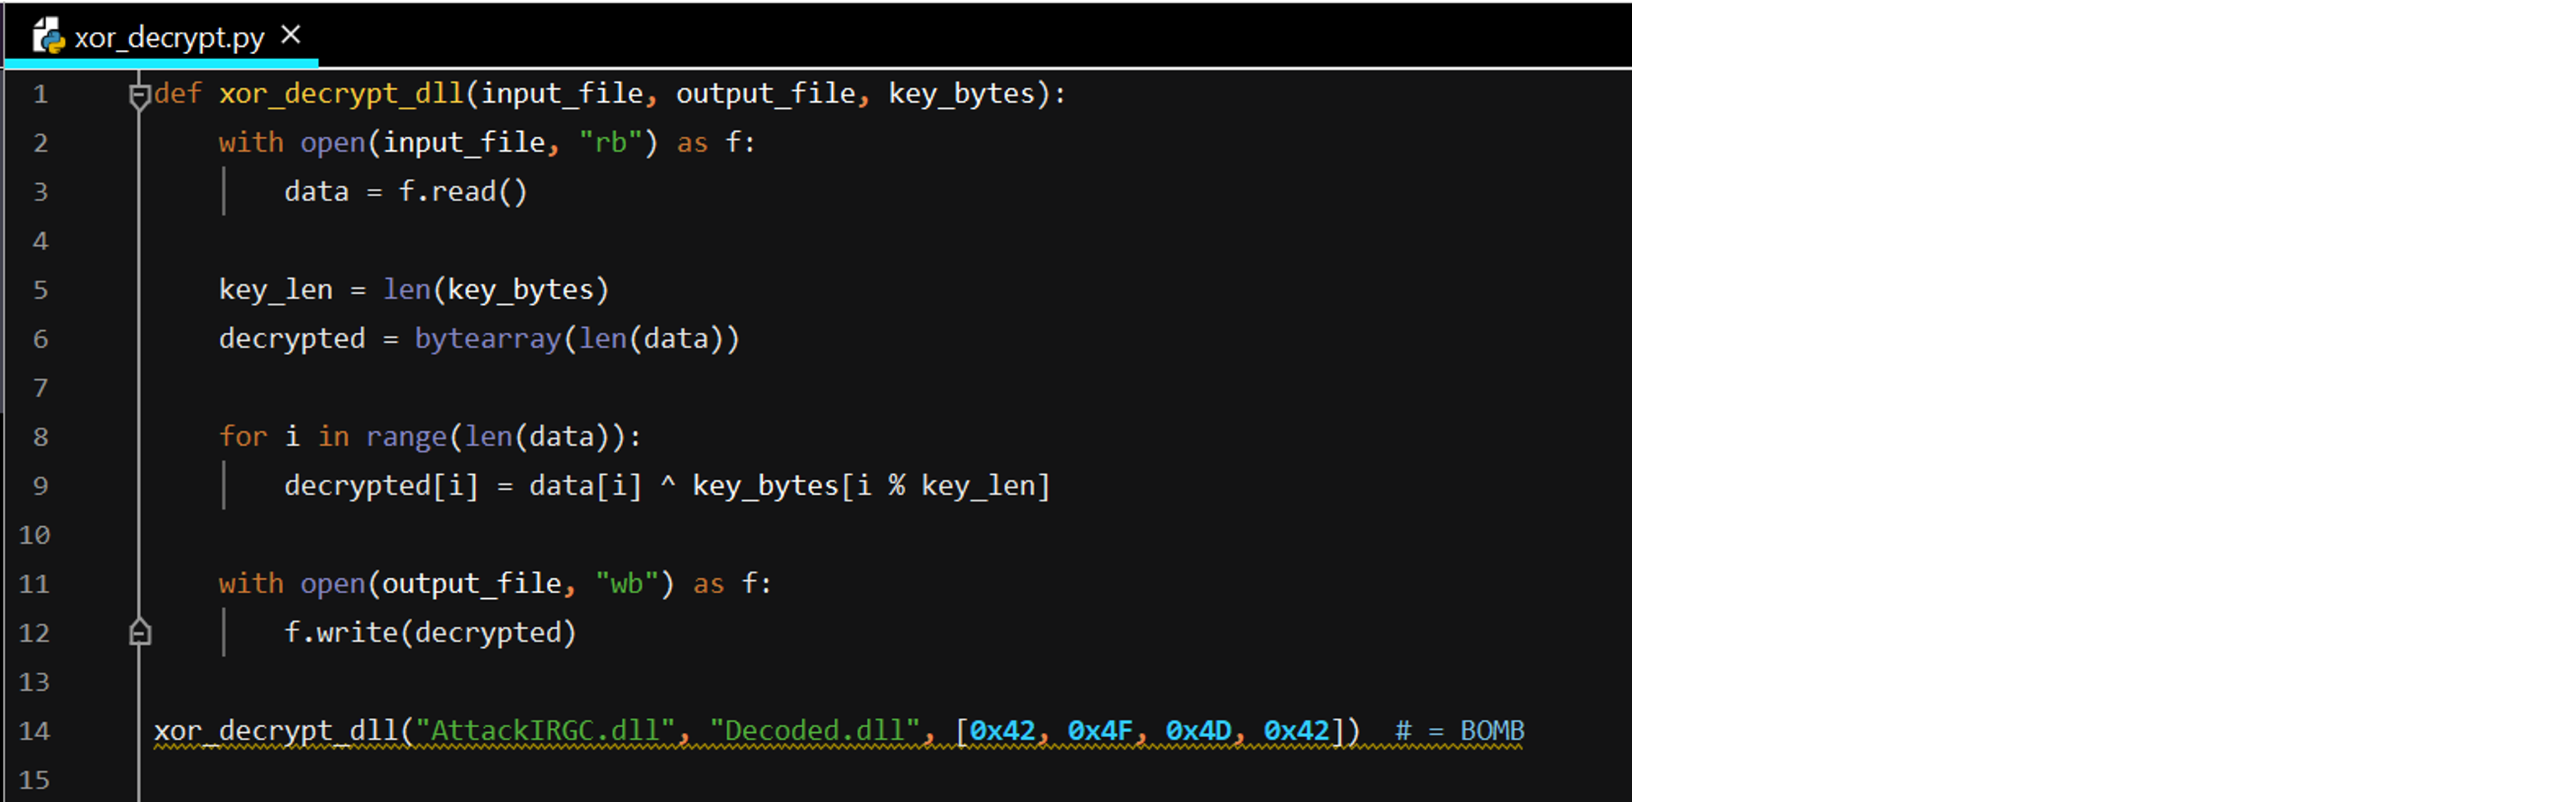 xor_decrypt.py ×
1 def xor_decrypt_dll(input_file, output_file, key_bytes):
2 with open(input_file, "rb") as f:
3 data = f.read()
4
5 key_len = len(key_bytes)
6 decrypted = bytearray(len(data))
7
8 for i in range(len(data)):
9 decrypted[i] = data[i] ^ key_bytes[i % key_len]
10
11 with open(output_file, "wb") as f:
12 f.write(decrypted)
13
14 xor_decrypt_dll("AttackIRGC.dll", "Decoded.dll", [0x42, 0x4F, 0x4D, 0x42]) # = BOMB
15